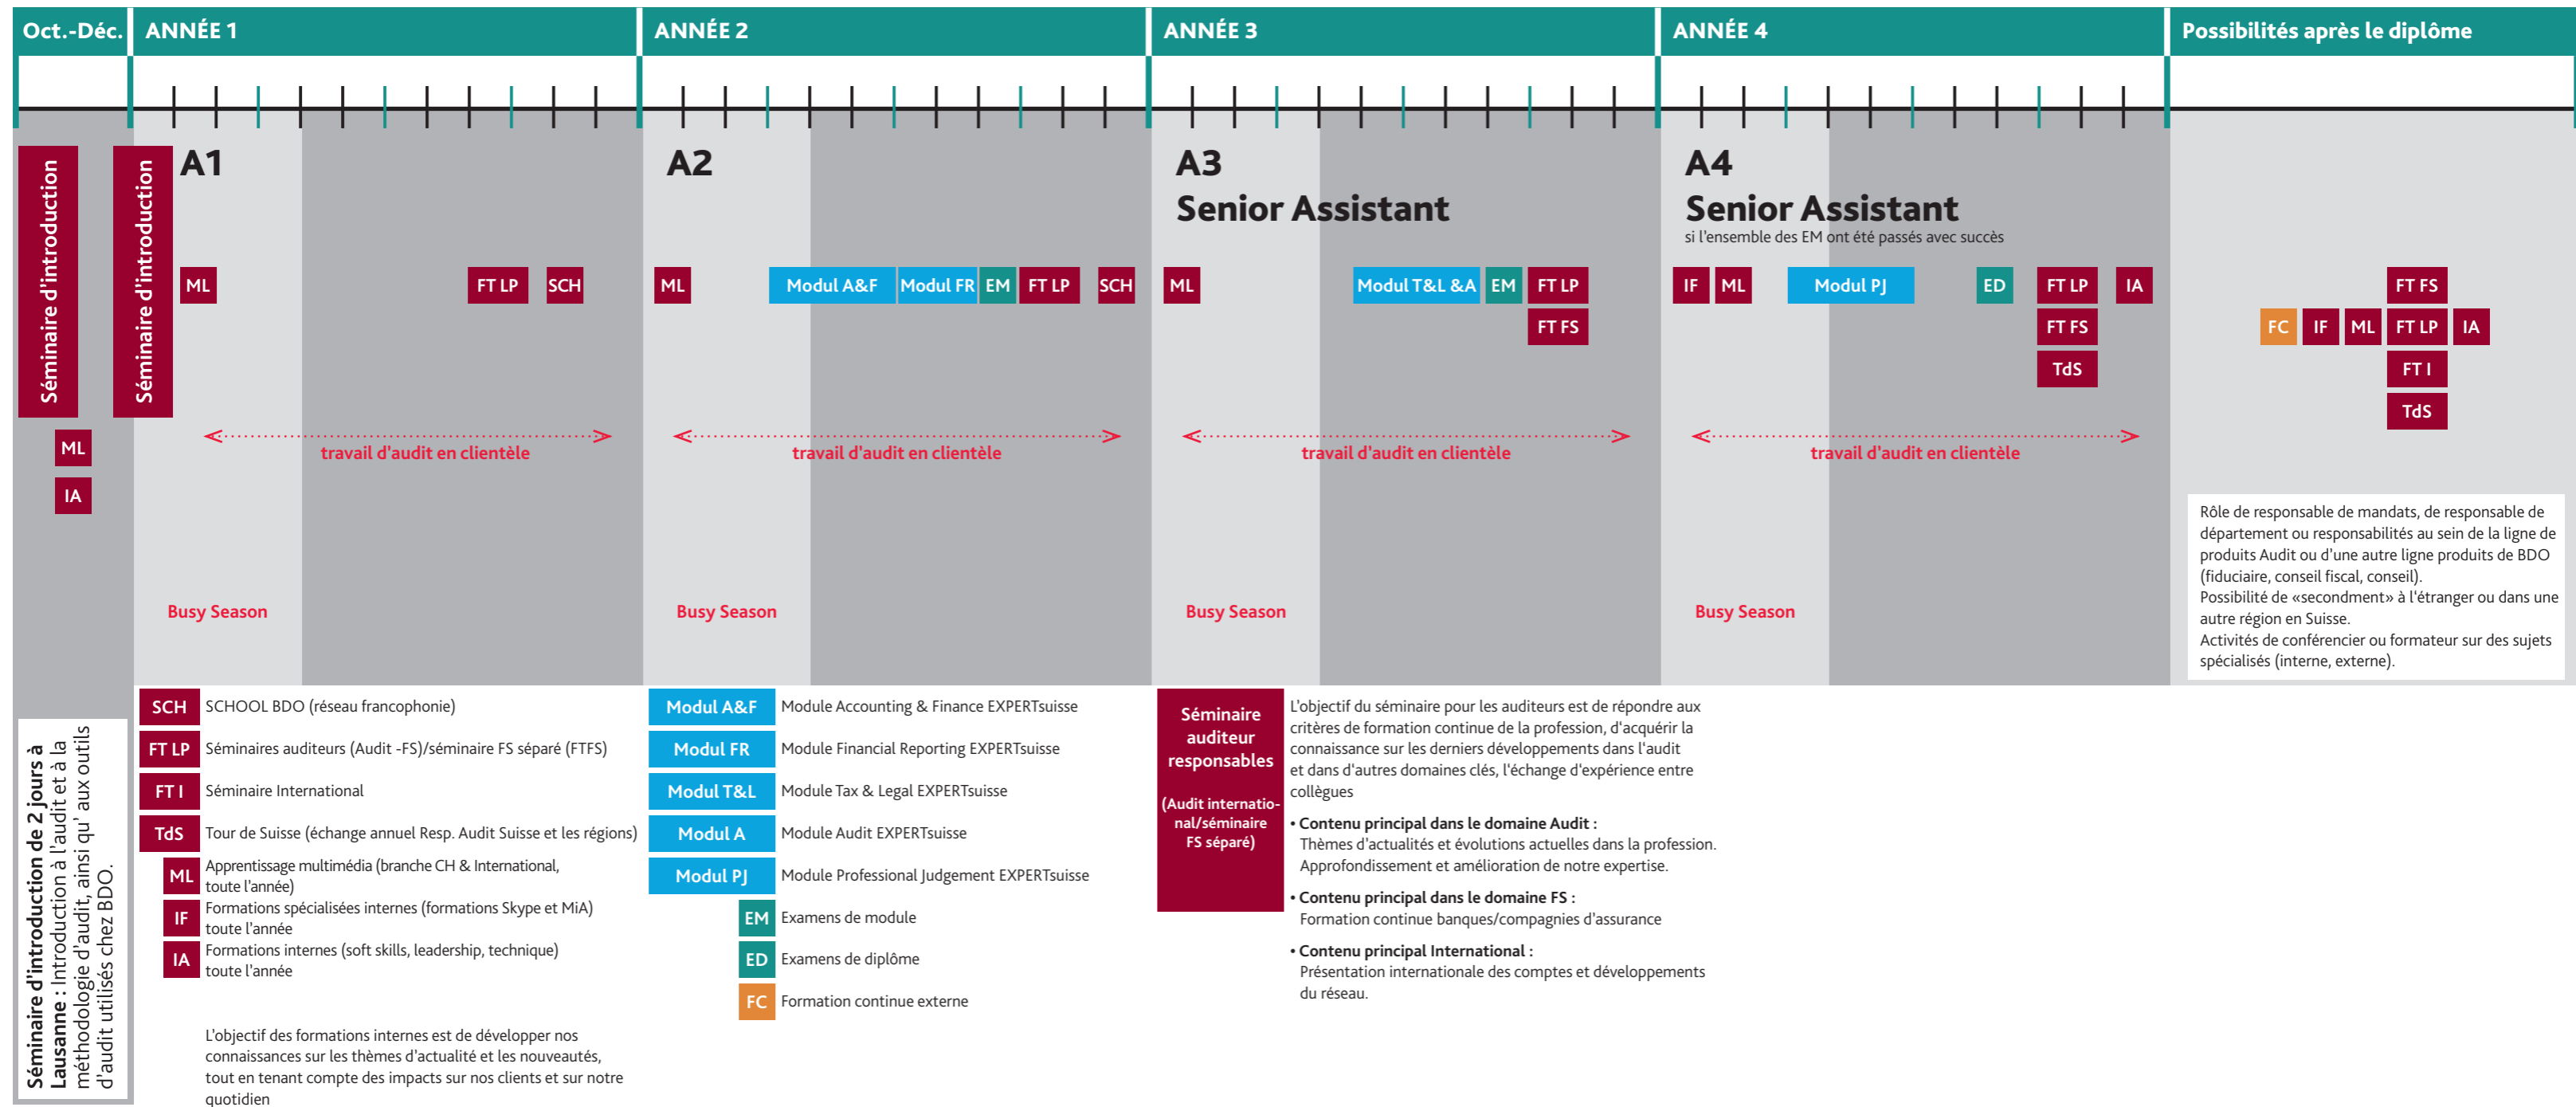 Oct.-Déc.
ANNÉE 1
ANNÉE 2
ANNÉE 3
ANNÉE 4
Possibilités après le diplôme
Séminaire d'introduction
Séminaire d'introduction
ML
IA
A1
ML
FT LP
SCH
travail d'audit en clientèle
Busy Season
A2
ML
Modul A&F
Modul FR
EM
FT LP
SCH
travail d'audit en clientèle
Busy Season
A3
Senior Assistant
ML
Modul T&L &A
EM
FT LP
FT FS
travail d'audit en clientèle
Busy Season
A4
Senior Assistant
si l'ensemble des EM ont été passés avec succès
IF
ML
Modul PJ
ED
FT LP
IA
FT FS
TdS
travail d'audit en clientèle
Busy Season
FT FS
FC
IF
ML
FT LP
IA
FT I
TdS
Rôle de responsable de mandats, de responsable de
département ou responsabilités au sein de la ligne de
produits Audit ou d'une autre ligne produits de BDO
(fiduciaire, conseil fiscal, conseil).
Possibilité de «secondment» à l'étranger ou dans une
autre région en Suisse.
Activités de conférencier ou formateur sur des sujets
spécialisés (interne, externe).
Séminaire d'introduction de 2 jours à
Lausanne : Introduction à l'audit et à la
méthodologie d'audit, ainsi qu' aux outils
d'audit utilisés chez BDO.
SCH
SCHOOL BDO (réseau francophonie)
FT LP
Séminaires auditeurs (Audit -FS)/séminaire FS séparé (FTFS)
FT I
Séminaire International
TdS
Tour de Suisse (échange annuel Resp. Audit Suisse et les régions)
ML
Apprentissage multimédia (branche CH & International,
toute l'année)
IF
Formations spécialisées internes (formations Skype et MiA)
toute l'année
IA
Formations internes (soft skills, leadership, technique)
toute l'année
L'objectif des formations internes est de développer nos
connaissances sur les thèmes d'actualité et les nouveautés,
tout en tenant compte des impacts sur nos clients et sur notre
quotidien
Modul A&F
Module Accounting & Finance EXPERTsuisse
Modul FR
Module Financial Reporting EXPERTsuisse
Modul T&L
Module Tax & Legal EXPERTsuisse
Modul A
Module Audit EXPERTsuisse
Modul PJ
Module Professional Judgement EXPERTsuisse
EM
Examens de module
ED
Examens de diplôme
FC
Formation continue externe
Séminaire
auditeur
responsables
(Audit internatio-
nal/séminaire
FS séparé)
L'objectif du séminaire pour les auditeurs est de répondre aux
critères de formation continue de la profession, d'acquérir la
connaissance sur les derniers développements dans l'audit
et dans d'autres domaines clés, l'échange d'expérience entre
collègues
• Contenu principal dans le domaine Audit :
Thèmes d'actualités et évolutions actuelles dans la profession.
Approfondissement et amélioration de notre expertise.
• Contenu principal dans le domaine FS :
Formation continue banques/compagnies d'assurance
• Contenu principal International :
Présentation internationale des comptes et développements
du réseau.